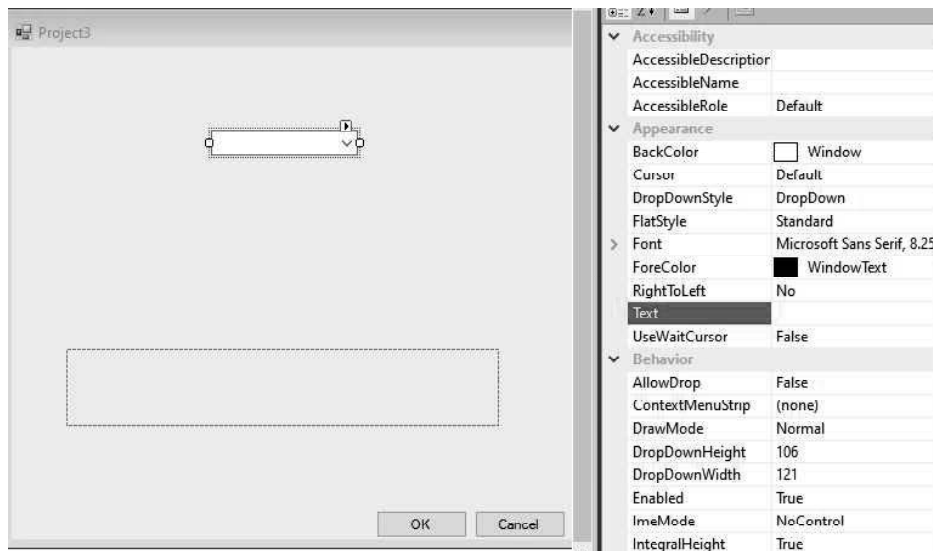 Project3
OK
Cancel
Accessibility
AccessibleDescription
AccessibleName
AccessibleRole Default
Appearance
BackColor Window
Cursor Default
DropDownStyle DropDown
FlatStyle Standard
Font Microsoft Sans Serif, 8.25
ForeColor WindowText
RightToLeft No
Text
UseWaitCursor False
Behavior
AllowDrop False
ContextMenuStrip (none)
DrawMode Normal
DropDownHeight 106
DropDownWidth 121
Enabled True
ImeMode NoControl
IntegralHeight True